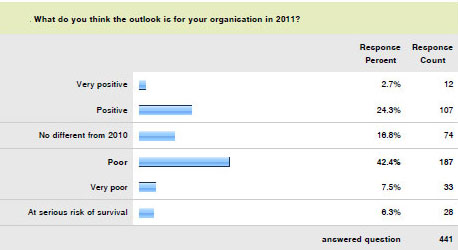 . What do you think the outlook is for your organisation in 2011?
Response Percent Response Count
Very positive 2.7% 12
Positive 24.3% 107
No different from 2010 16.8% 74
Poor 42.4% 187
Very poor 7.5% 33
At serious risk of survival 6.3% 28
answered question 441